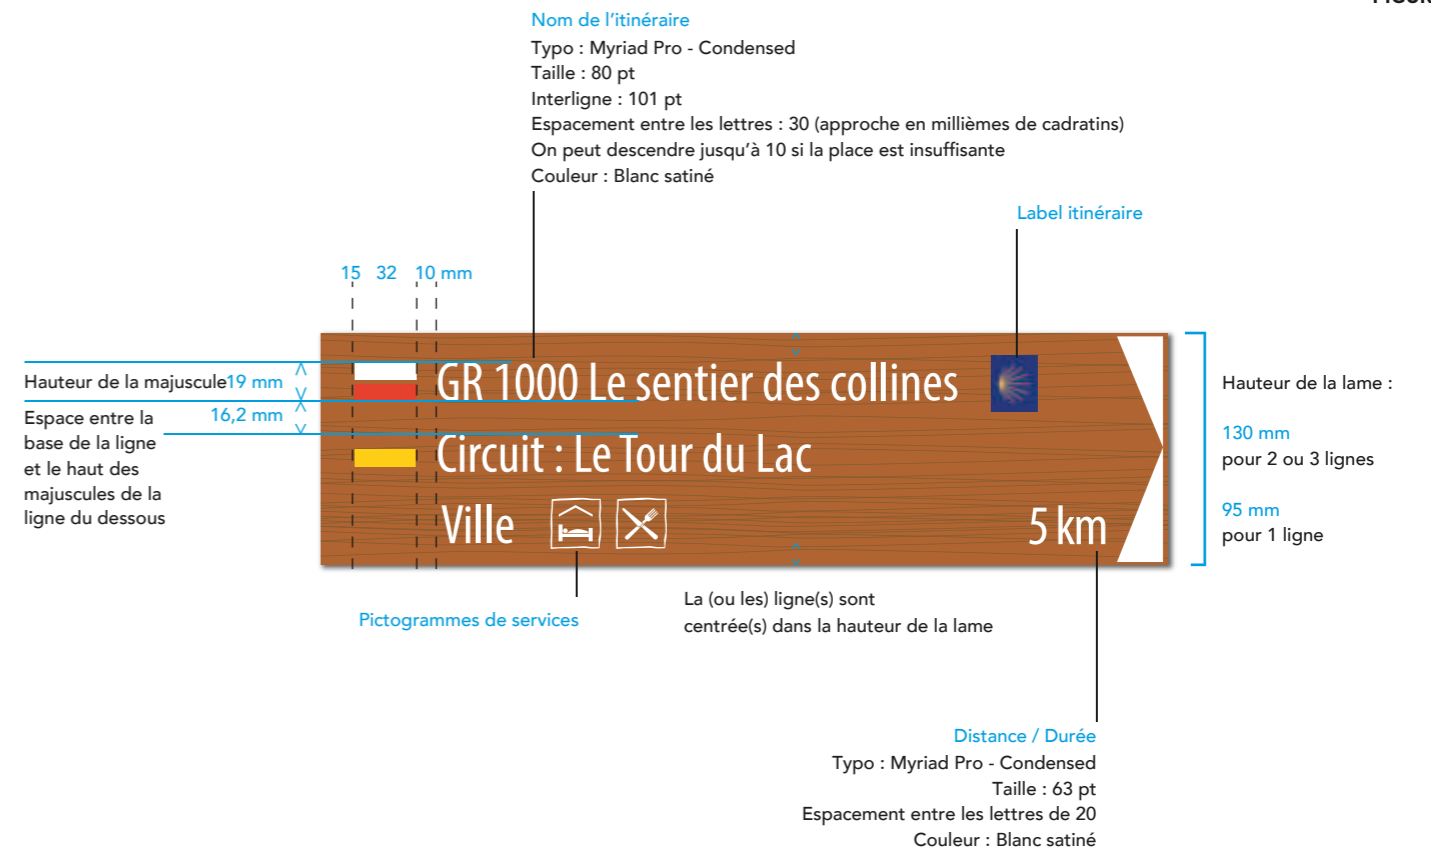 Nom de l’itinéraire
Typo : Myriad Pro - Condensed
Taille : 80 pt
Interligne : 101 pt
Espacement entre les lettres : 30 (approche en millièmes de cadratins)
On peut descendre jusqu’à 10 si la place est insuffisante
Couleur : Blanc satiné
Label itinéraire
15 32 10 mm
Hauteur de la majuscule 19 mm
Espace entre la
base de la ligne
et le haut des
majuscules de la
ligne du dessous
16,2 mm
GR 1000 Le sentier des collines
Circuit : Le Tour du Lac
Ville
5 km
Hauteur de la lame :
130 mm
pour 2 ou 3 lignes
95 mm
pour 1 ligne
Pictogrammes de services
La (ou les) ligne(s) sont
centrée(s) dans la hauteur de la lame
Distance / Durée
Typo : Myriad Pro - Condensed
Taille : 63 pt
Espacement entre les lettres de 20
Couleur : Blanc satiné